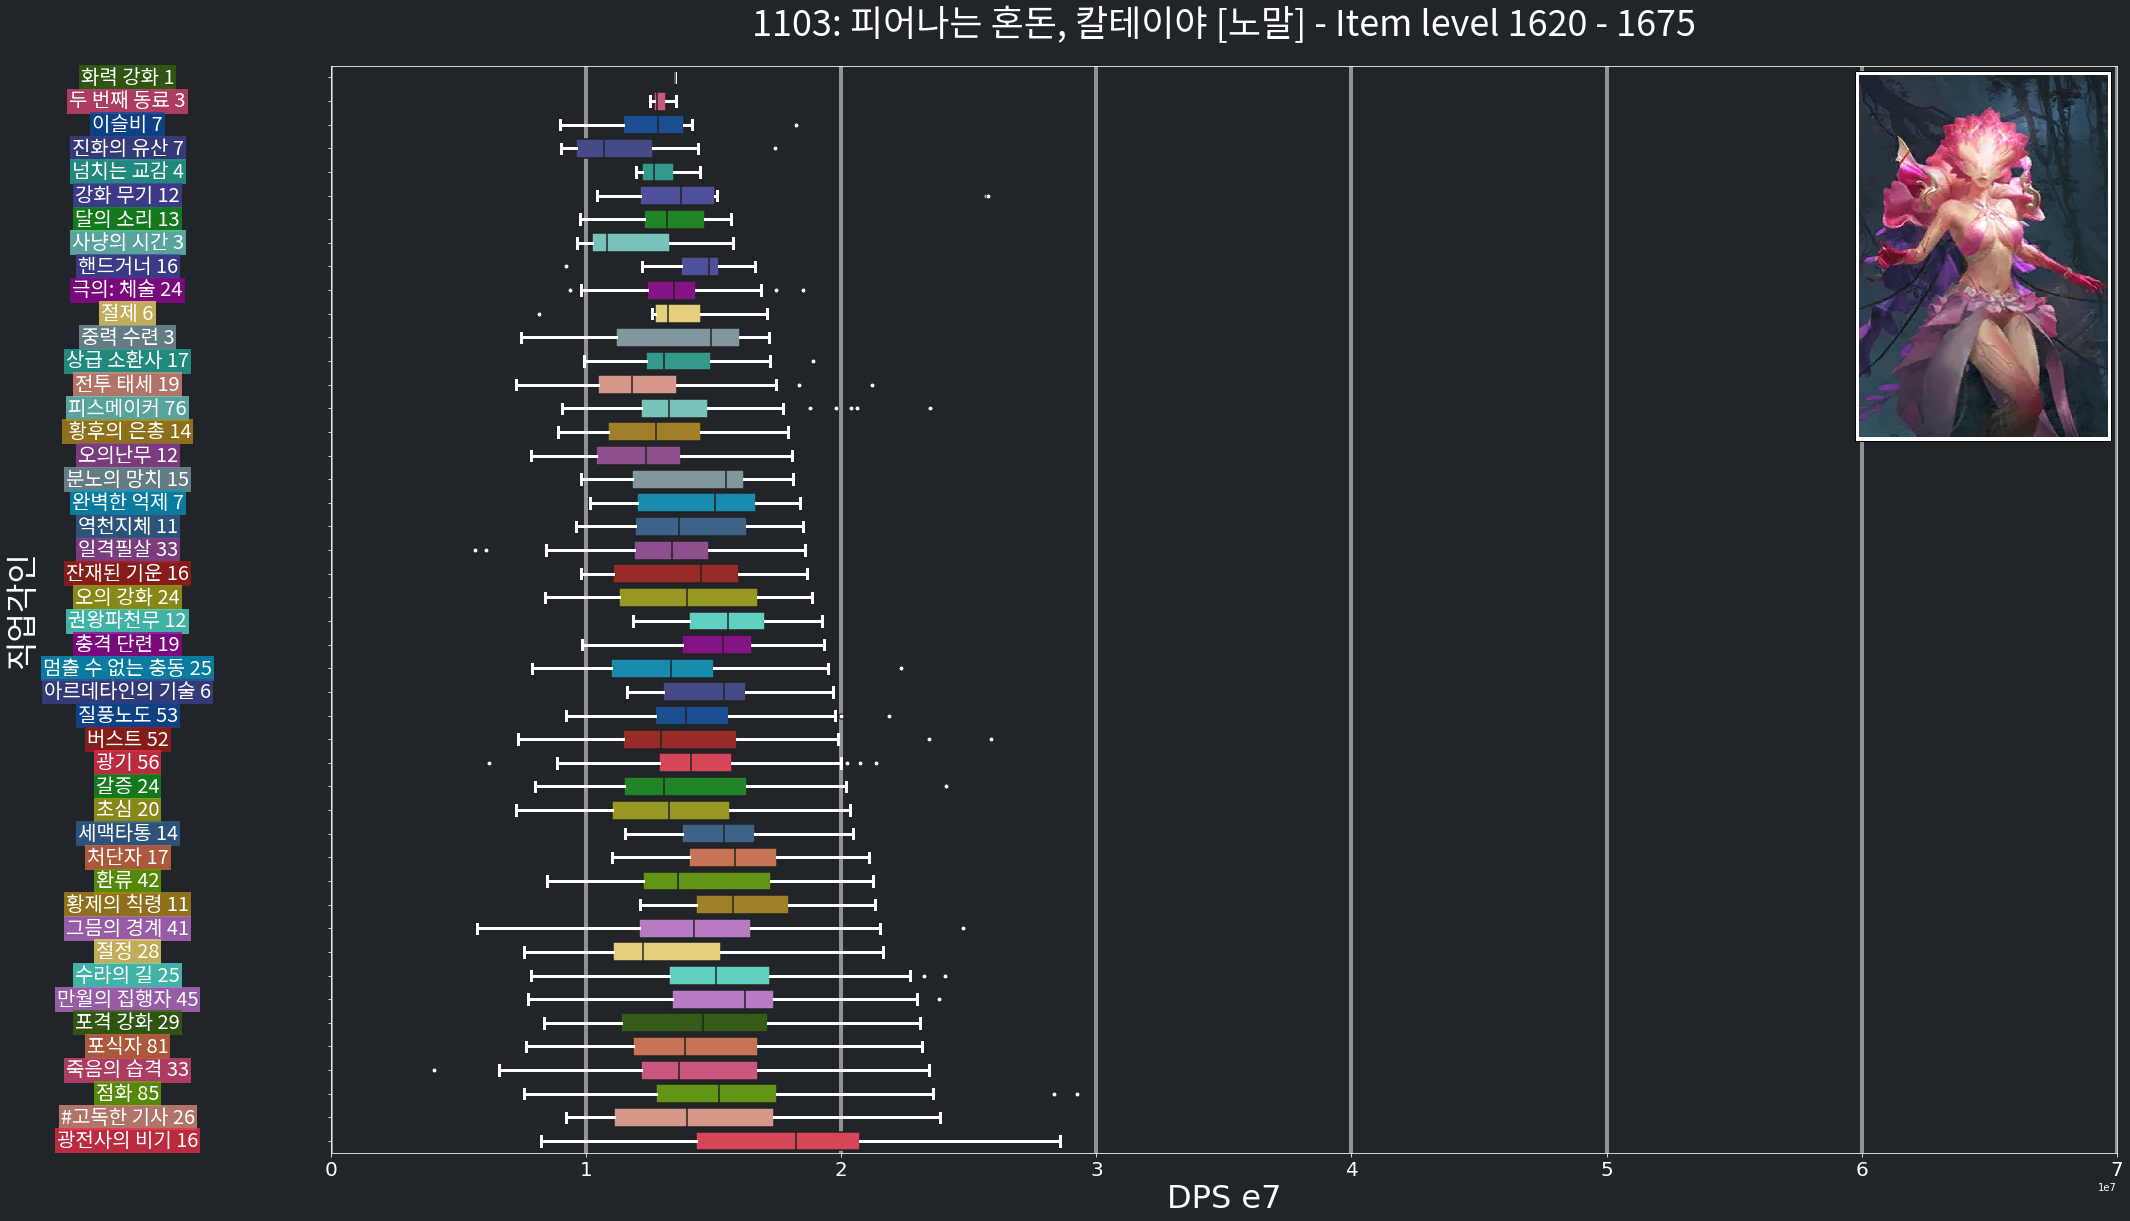 1103: 피어나는 혼돈, 칼테이야 [노말] - Item level 1620 - 1675
직업각인
화력 강화 1
두 번째 동료 3
이슬비 7
진화의 유산 7
넘치는 교감 4
강화 무기 12
달의 소리 13
사냥의 시간 3
핸드거너 16
극의: 체술 24
절제 6
중력 수련 3
상급 소환사 17
전투 태세 19
피스메이커 76
황후의 은총 14
오의난무 12
분노의 망치 15
완벽한 억제 7
역천지체 11
일격필살 33
잔재된 기운 16
오의 강화 24
권왕파천무 12
충격 단련 19
멈출 수 없는 충동 25
아르데타인의 기술 6
질풍노도 53
버스트 52
광기 56
갈증 24
초심 20
세맥타통 14
처단자 17
환류 42
황제의 칙령 11
그믐의 경계 41
절정 28
수라의 길 25
만월의 집행자 45
포격 강화 29
포식자 81
죽음의 습격 33
점화 85
#고독한 기사 26
광전사의 비기 16
0 1 2 3 4 5 6 7
1e7
DPS e7